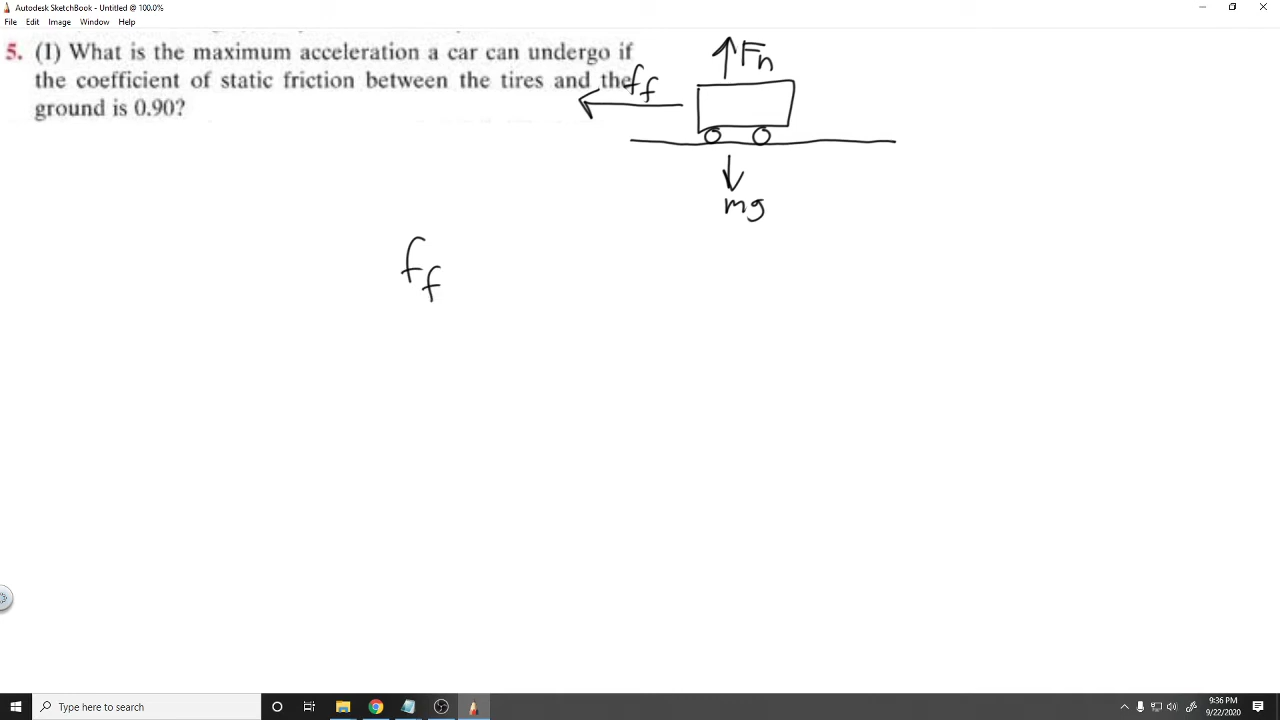 Autodesk SketchBook - Untitled @ 100.0%
File Edit Image Window Help
5. (I) What is the maximum acceleration a car can undergo if
the coefficient of static friction between the tires and the
ground is 0.90?
Fn
ff
mg
ff
Type here to search
9:36 PM
9/22/2020